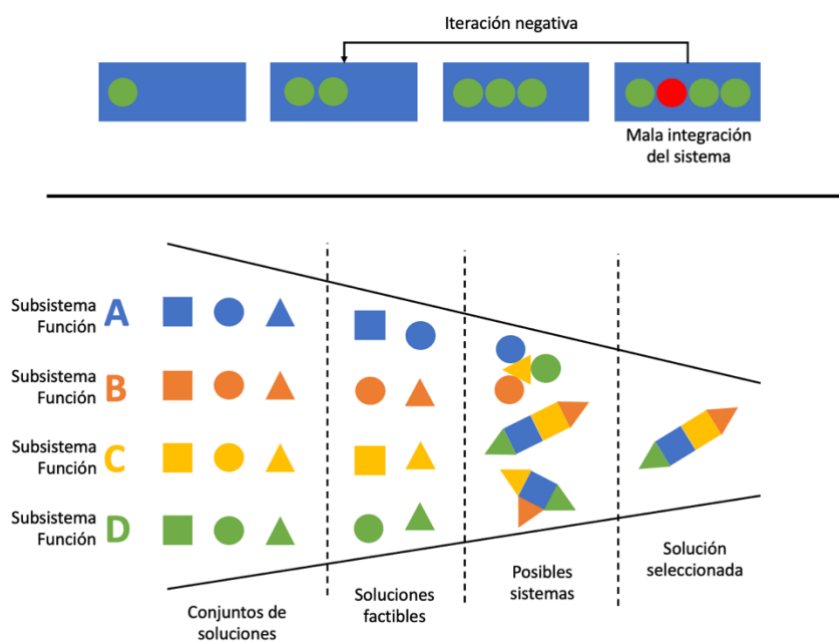 Iteración negativa
Mala integración
del sistema
Subsistema
Función
A
Subsistema
Función
B
Subsistema
Función
C
Subsistema
Función
D
Conjuntos de
soluciones
Soluciones
factibles
Posibles
sistemas
Solución
seleccionada